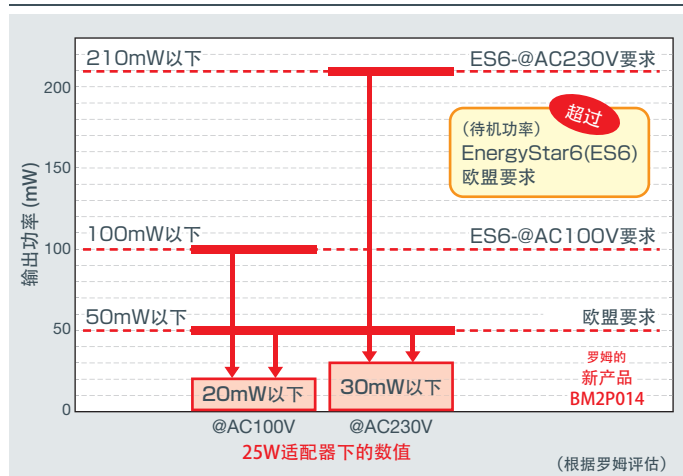 210mW以下
ES6-@AC230V要求
200
超过
(待机功率)
EnergyStar6(ES6)
欧盟要求
150
输出功率 (mW)
100mW以下
ES6-@AC100V要求
100
50mW以下
欧盟要求
50
罗姆的
新产品
BM2P014
20mW以下
30mW以下
0
@AC100V
@AC230V
25W适配器下的数值
(根据罗姆评估)